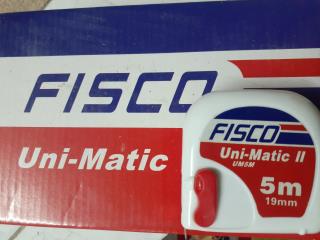 FISCO
Uni-Matic
FISCO
Uni-Matic II
UM5M
5m
19mm